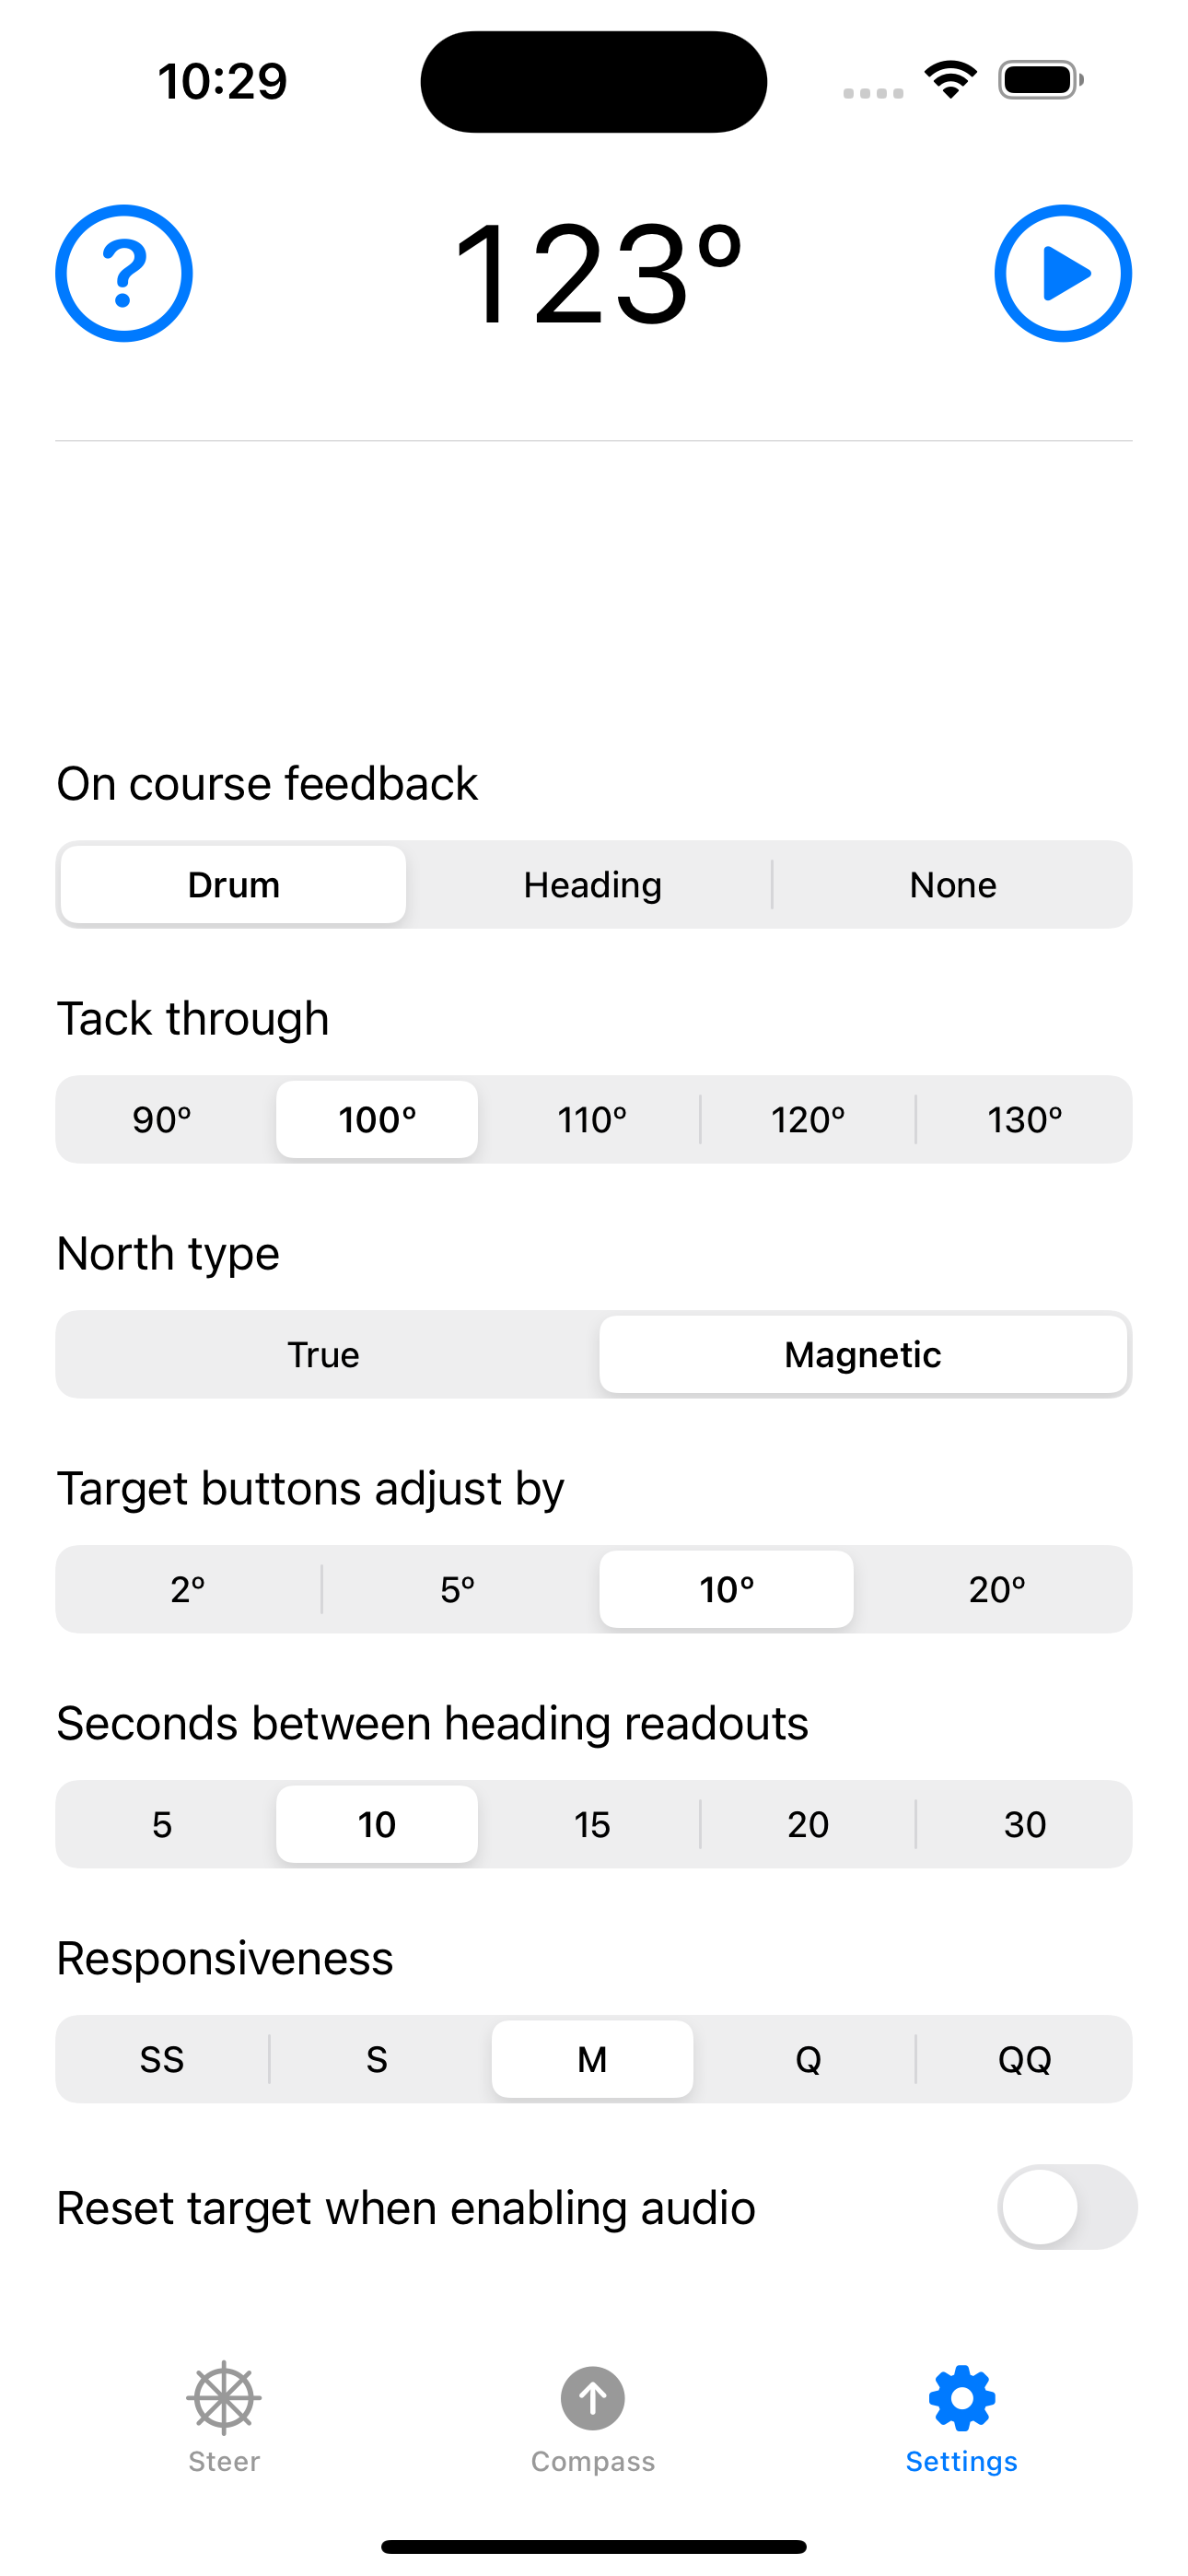 10:29
?
123º
On course feedback
Drum Heading None
Tack through
90º 100º 110º 120º 130º
North type
True Magnetic
Target buttons adjust by
2º 5º 10º 20º
Seconds between heading readouts
5 10 15 20 30
Responsiveness
SS S M Q QQ
Reset target when enabling audio
Steer Compass Settings